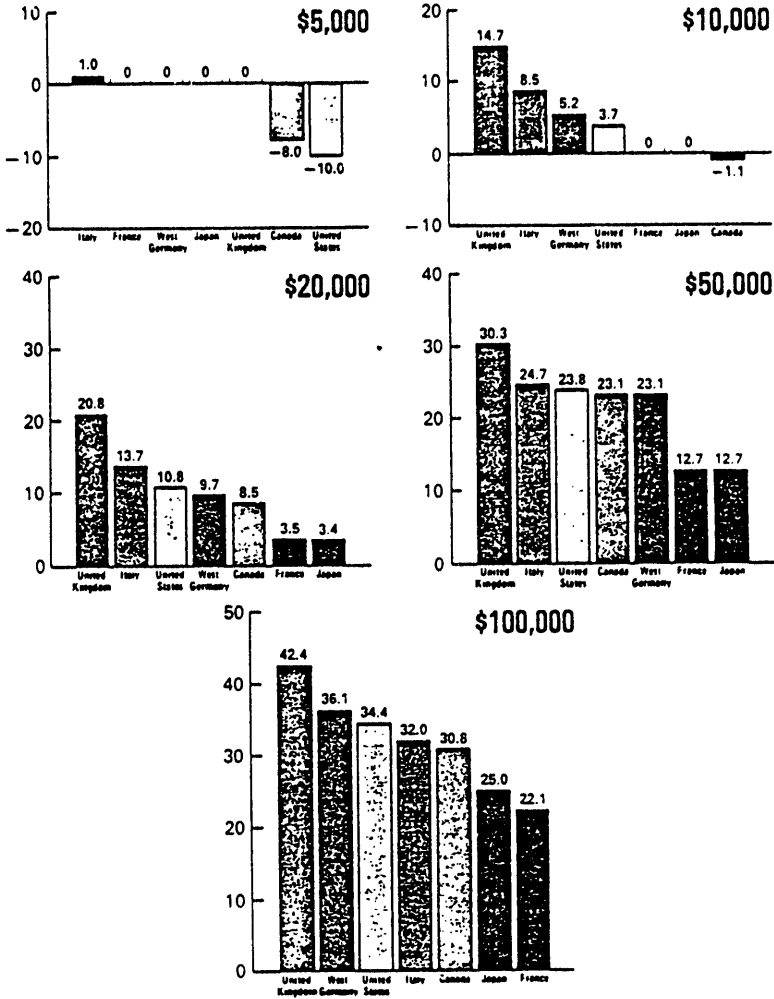 $5,000
10
0
−10
−20
1.0 0 0 0 0 −8.0 −10.0
Italy France West Germany Japan United Kingdom Canada United States
$10,000
20
10
0
−10
14.7 8.5 5.2 3.7 0 0 −1.1
United Kingdom Italy West Germany United States France Japan Canada
$20,000
40
30
20
10
0
20.8 13.7 10.8 9.7 8.5 3.5 3.4
United Kingdom Italy United States West Germany Canada France Japan
$50,000
40
30
20
10
0
30.3 24.7 23.8 23.1 23.1 12.7 12.7
United Kingdom Italy United States Canada West Germany France Japan
$100,000
50
40
30
20
10
0
42.4 36.1 34.4 32.0 30.8 25.0 22.1
United Kingdom West Germany United States Italy Canada Japan France